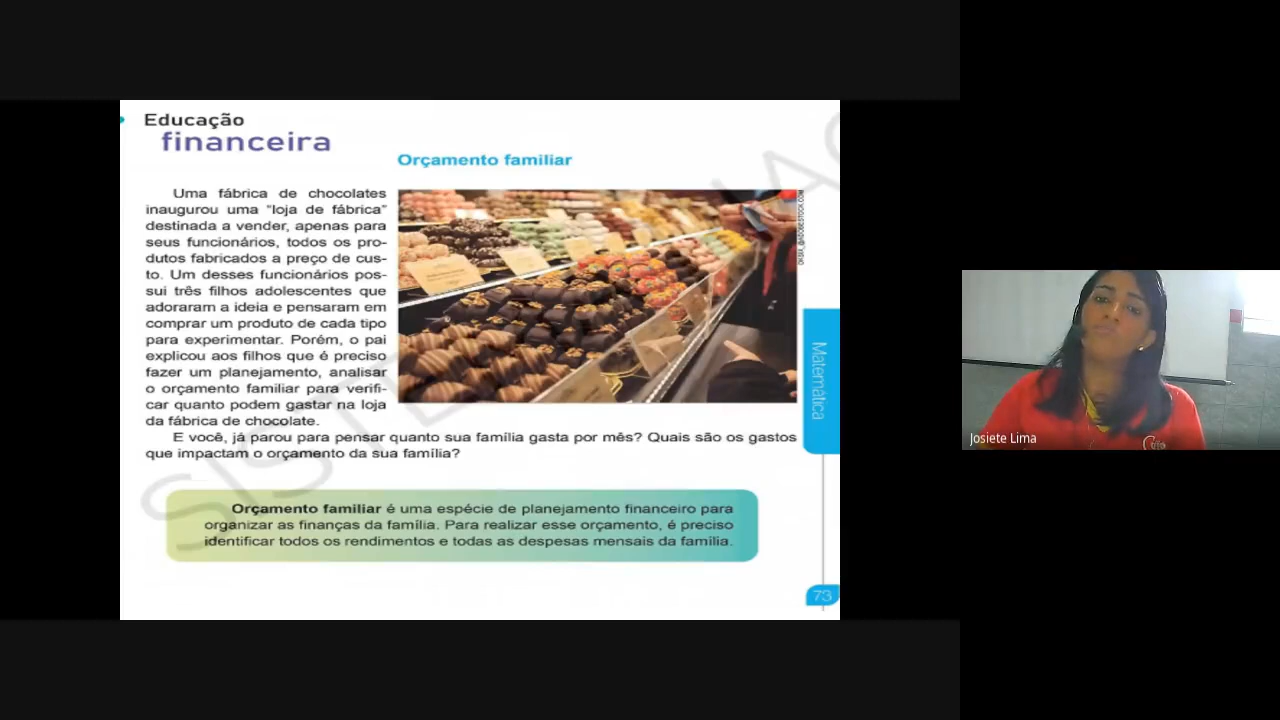 Educação
financeira
Orçamento familiar
Uma fábrica de chocolates
inaugurou uma “loja de fábrica”
destinada a vender, apenas para
seus funcionários, todos os pro-
dutos fabricados a preço de cus-
to. Um desses funcionários pos-
sui três filhos adolescentes que
adoraram a ideia e pensaram em
comprar um produto de cada tipo
para experimentar. Porém, o pai
explicou aos filhos que é preciso
fazer um planejamento, analisar
o orçamento familiar para verifi-
car quanto podem gastar na loja
da fábrica de chocolate.
E você, já parou para pensar quanto sua família gasta por mês? Quais são os gastos
que impactam o orçamento da sua família?
Orçamento familiar é uma espécie de planejamento financeiro para
organizar as finanças da família. Para realizar esse orçamento, é preciso
identificar todos os rendimentos e todas as despesas mensais da família.
Matemática
73
Josiete Lima